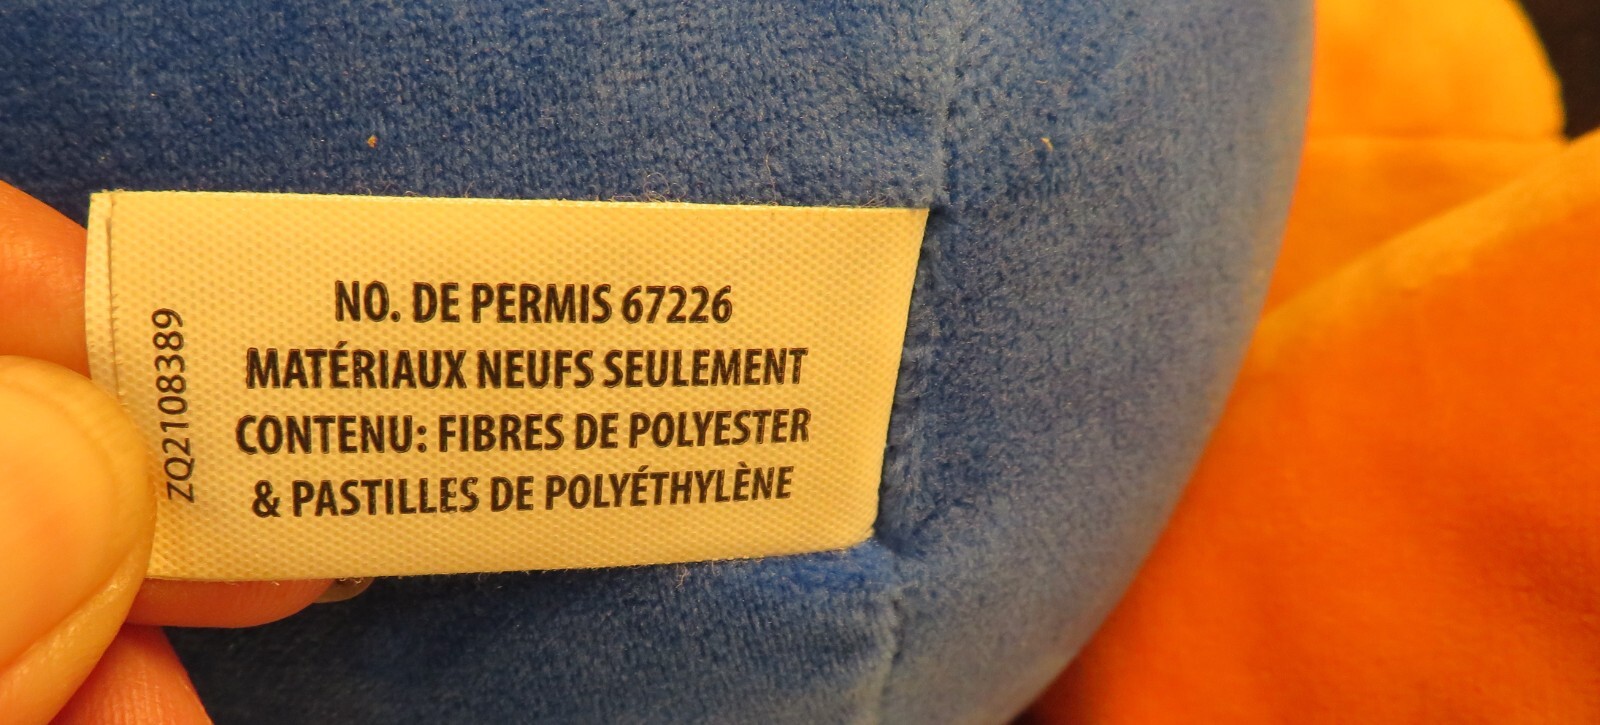 NO. DE PERMIS 67226
MATÉRIAUX NEUFS SEULEMENT
CONTENU: FIBRES DE POLYESTER
& PASTILLES DE POLYÉTHYLÈNE
ZQ2108389